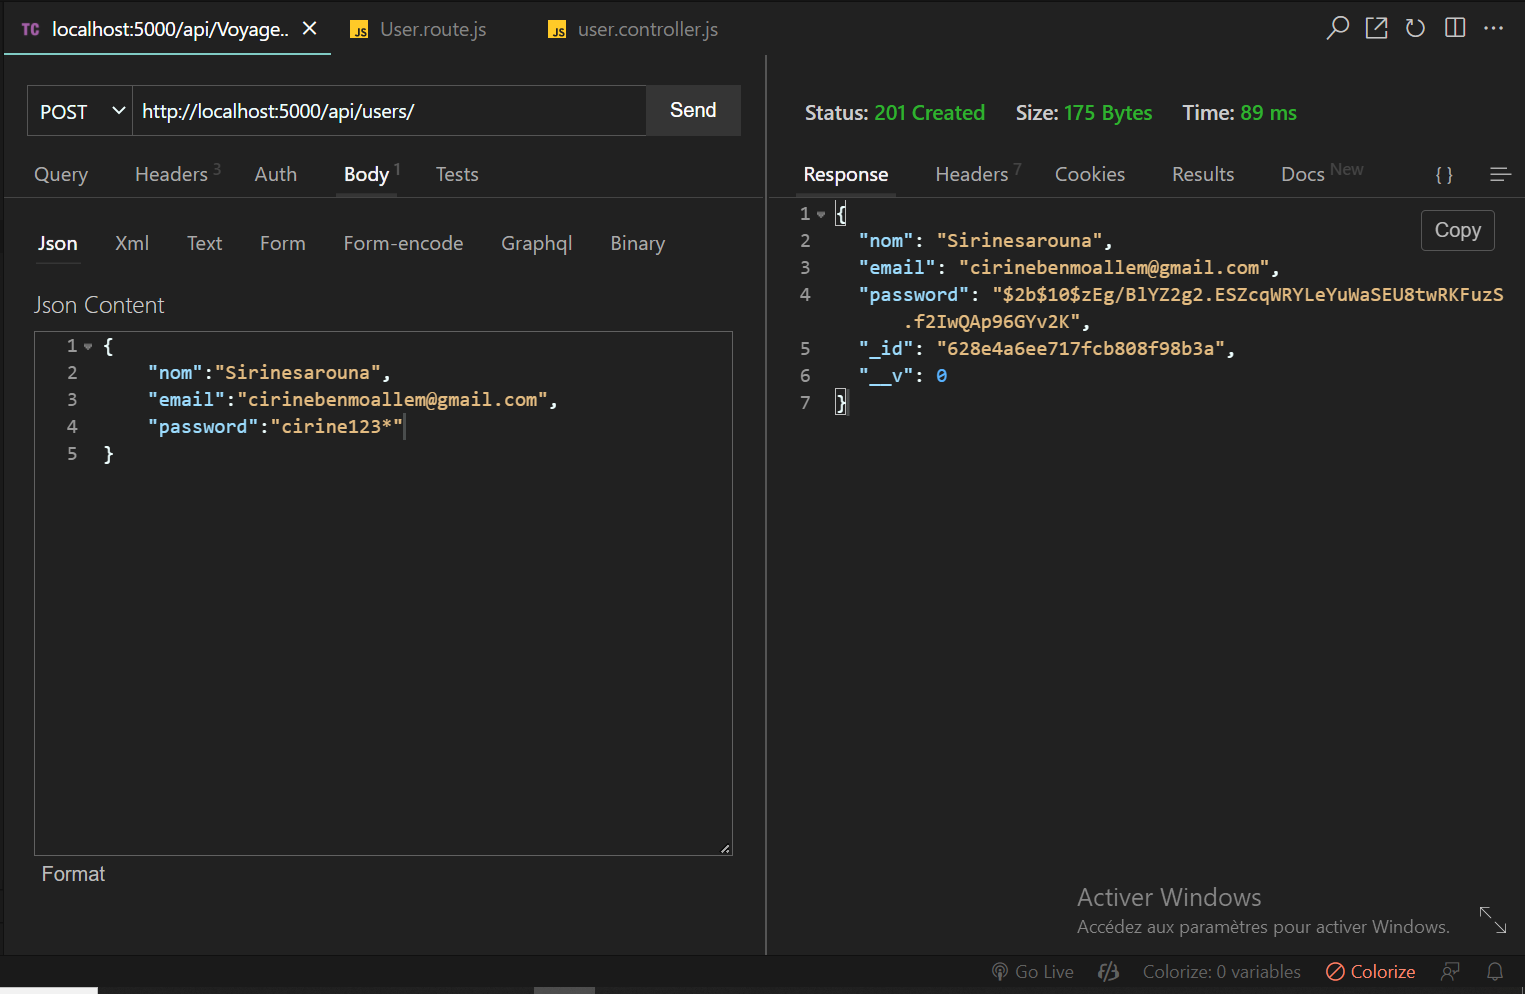 TC localhost:5000/api/Voyage.. JS User.route.js JS user.controller.js
POST http://localhost:5000/api/users/ Send
Query Headers 3 Auth Body 1 Tests
Json Xml Text Form Form-encode Graphql Binary
Json Content
1 {
2 "nom":"Sirinesarouna",
3 "email":"cirinebenmoallem@gmail.com",
4 "password":"cirine123*"
5 }
Format
Status: 201 Created Size: 175 Bytes Time: 89 ms
Response Headers 7 Cookies Results Docs New { }
Copy
1 {
2 "nom": "Sirinesarouna",
3 "email": "cirinebenmoallem@gmail.com",
4 "password": "$2b$10$zEg/BlYZ2g2.ESZcqWRYLeYuWaSEU8twRKFuzS
.f2IwQAp96GYv2K",
5 "_id": "628e4a6ee717fcb808f98b3a",
6 "__v": 0
7 }
Activer Windows
Accédez aux paramètres pour activer Windows.
Go Live Colorize: 0 variables Colorize